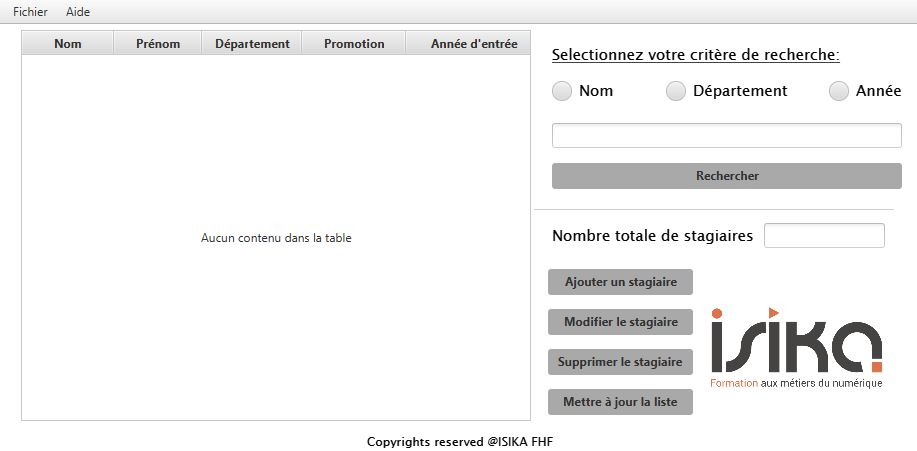 Fichier Aide
Nom Prénom Département Promotion Année d'entrée
Aucun contenu dans la table
Selectionnez votre critère de recherche:
Nom Département Année
Rechercher
Nombre totale de stagiaires
Ajouter un stagiaire
Modifier le stagiaire
Supprimer le stagiaire
Mettre à jour la liste
isika
Formation aux métiers du numérique
Copyrights reserved @ISIKA FHF